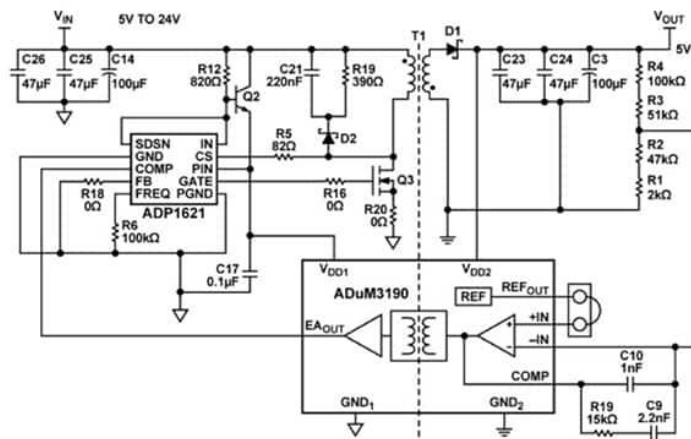 VIN 5V TO 24V
T1
D1
VOUT
5V
C26
47µF
C25
47µF
C14
100µF
R12
820Ω
Q2
C21
220nF
R19
390Ω
D2
C23
47µF
C24
47µF
C3
100µF
R4
100kΩ
R3
51kΩ
R2
47kΩ
R1
2kΩ
SDSN IN
GND CS
COMP PIN
FB GATE
FREQ PGND
ADP1621
R5
82Ω
R18
0Ω
R16
0Ω
Q3
R20
0Ω
R6
100kΩ
C17
0.1µF
VDD1
VDD2
ADuM3190
REF
REFOUT
+IN
–IN
EAOUT
+
–
COMP
C10
1nF
R19
15kΩ
C9
2.2nF
GND1
GND2